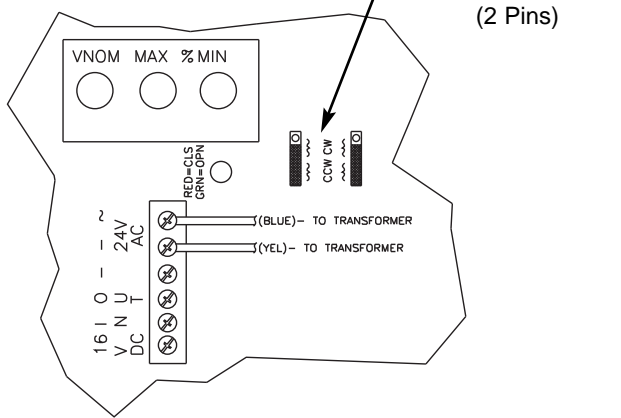 (2 Pins)
VNOM MAX % MIN
RED=CLS
GRN=OPN
CCW CW
16 I O - - ~
V N U 24V
DC T AC
(BLUE)- TO TRANSFORMER
(YEL)- TO TRANSFORMER